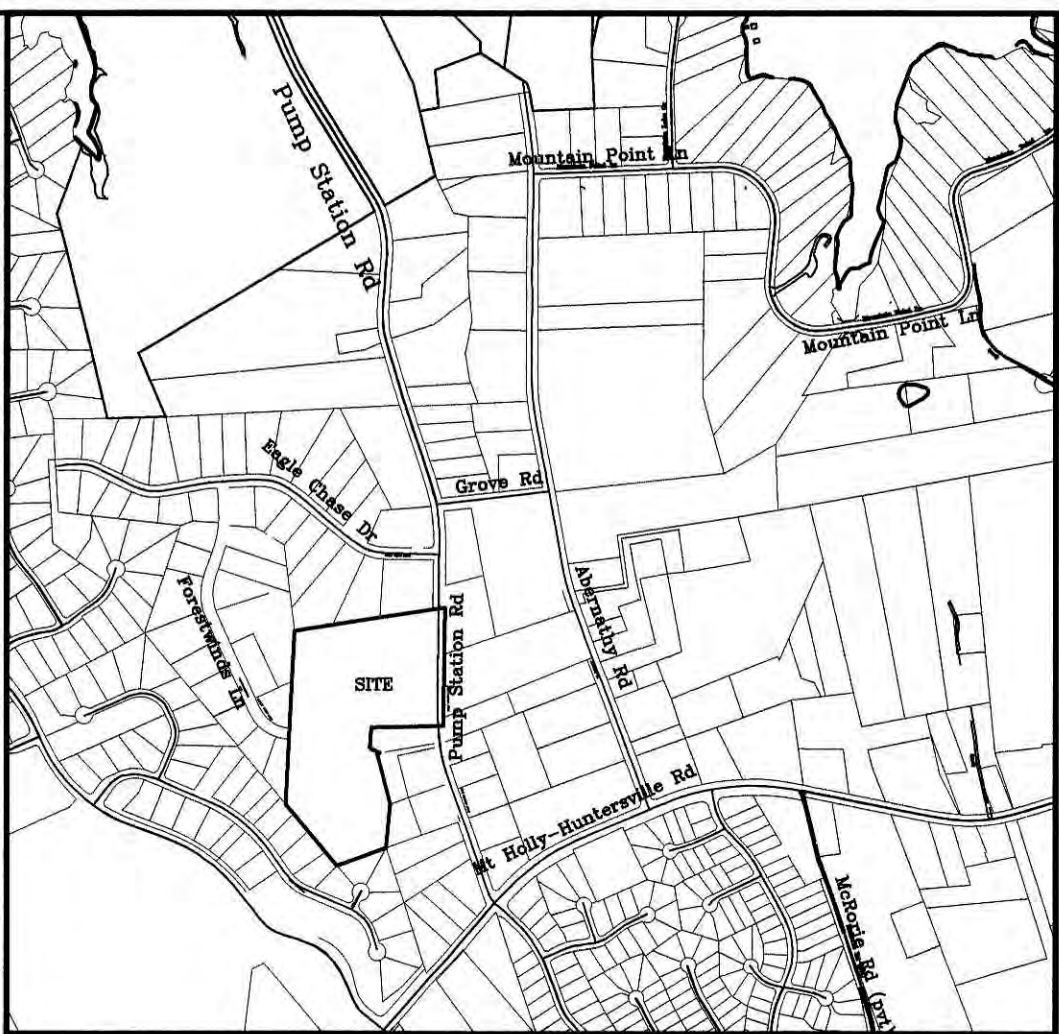 Pump Station Rd
Mountain Point Ln
Mountain Point Ln
Eagle Chase Dr
Grove Rd
Forestwinds Ln
SITE
Pump Station Rd
Abernathy Rd
Mt Holly-Huntersville Rd
McRorie Rd (pvt)